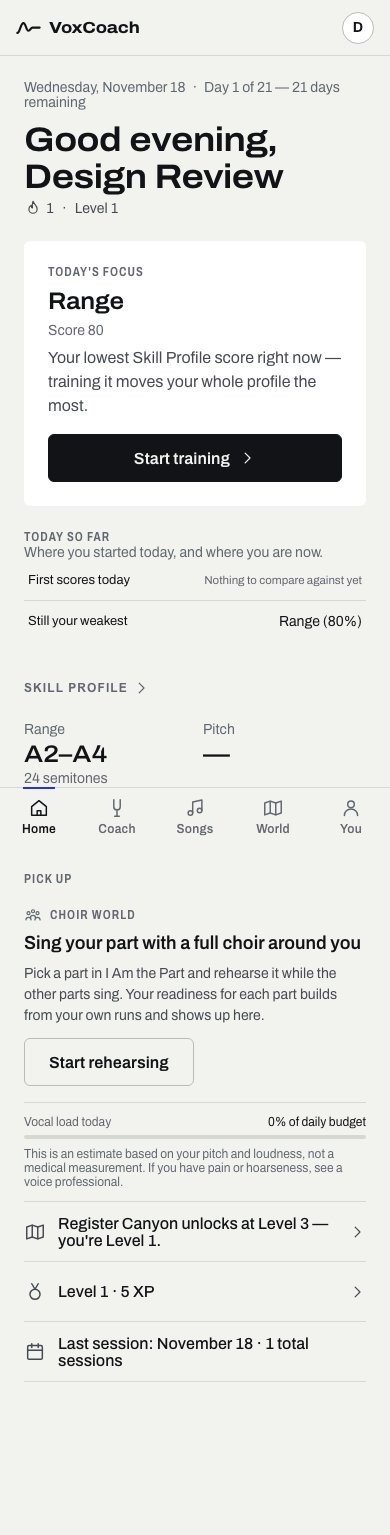 VoxCoach
D
Wednesday, November 18 · Day 1 of 21 — 21 days
remaining
Good evening,
Design Review
1 · Level 1
TODAY'S FOCUS
Range
Score 80
Your lowest Skill Profile score right now —
training it moves your whole profile the
most.
Start training
TODAY SO FAR
Where you started today, and where you are now.
First scores today
Nothing to compare against yet
Still your weakest
Range (80%)
SKILL PROFILE
Range
Pitch
A2–A4
—
24 semitones
Home
Coach
Songs
World
You
PICK UP
CHOIR WORLD
Sing your part with a full choir around you
Pick a part in I Am the Part and rehearse it while the
other parts sing. Your readiness for each part builds
from your own runs and shows up here.
Start rehearsing
Vocal load today
0% of daily budget
This is an estimate based on your pitch and loudness, not a
medical measurement. If you have pain or hoarseness, see a
voice professional.
Register Canyon unlocks at Level 3 —
you're Level 1.
Level 1 · 5 XP
Last session: November 18 · 1 total
sessions